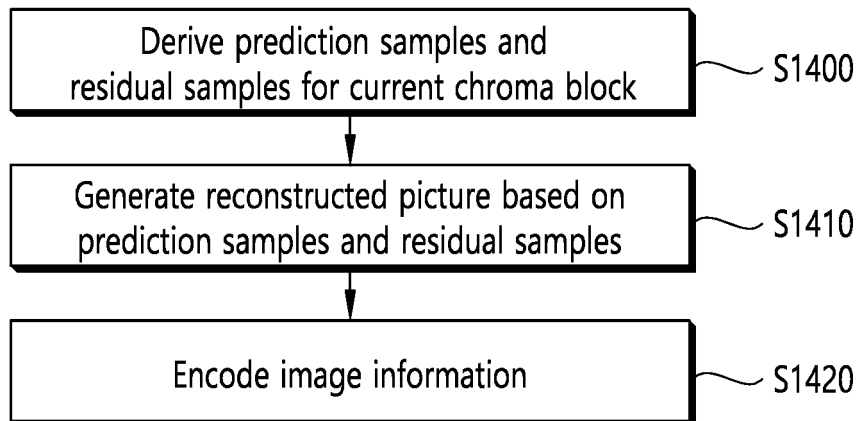 Derive prediction samples and
residual samples for current chroma block
S1400
Generate reconstructed picture based on
prediction samples and residual samples
S1410
Encode image information
S1420